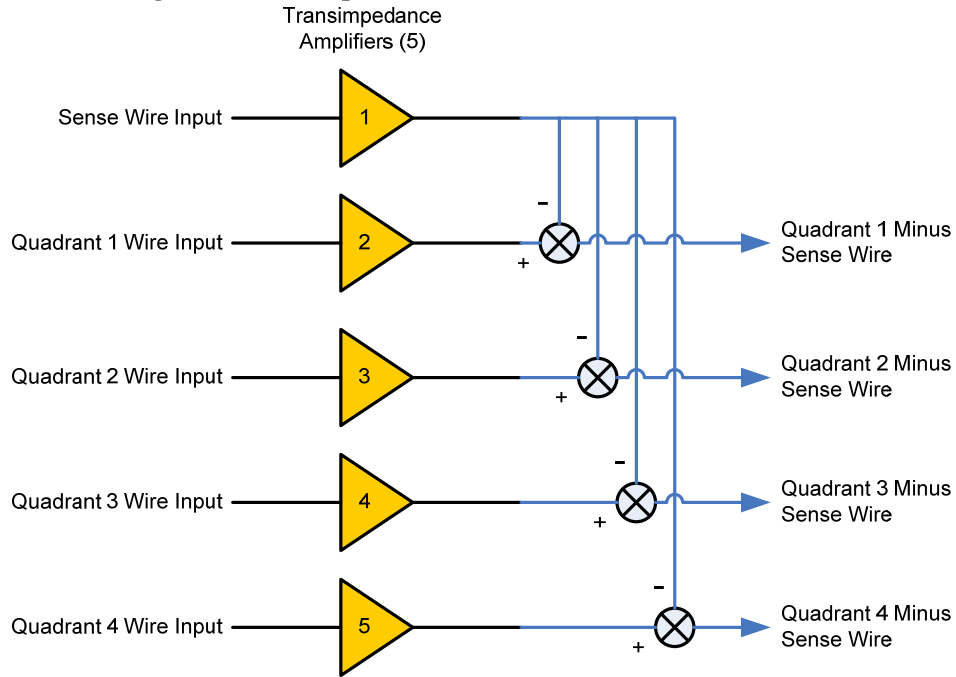 Transimpedance
Amplifiers (5)
Sense Wire Input
1
-
Quadrant 1 Wire Input
2
+
Quadrant 1 Minus
Sense Wire
-
Quadrant 2 Wire Input
3
+
Quadrant 2 Minus
Sense Wire
-
Quadrant 3 Wire Input
4
+
Quadrant 3 Minus
Sense Wire
-
Quadrant 4 Wire Input
5
+
Quadrant 4 Minus
Sense Wire